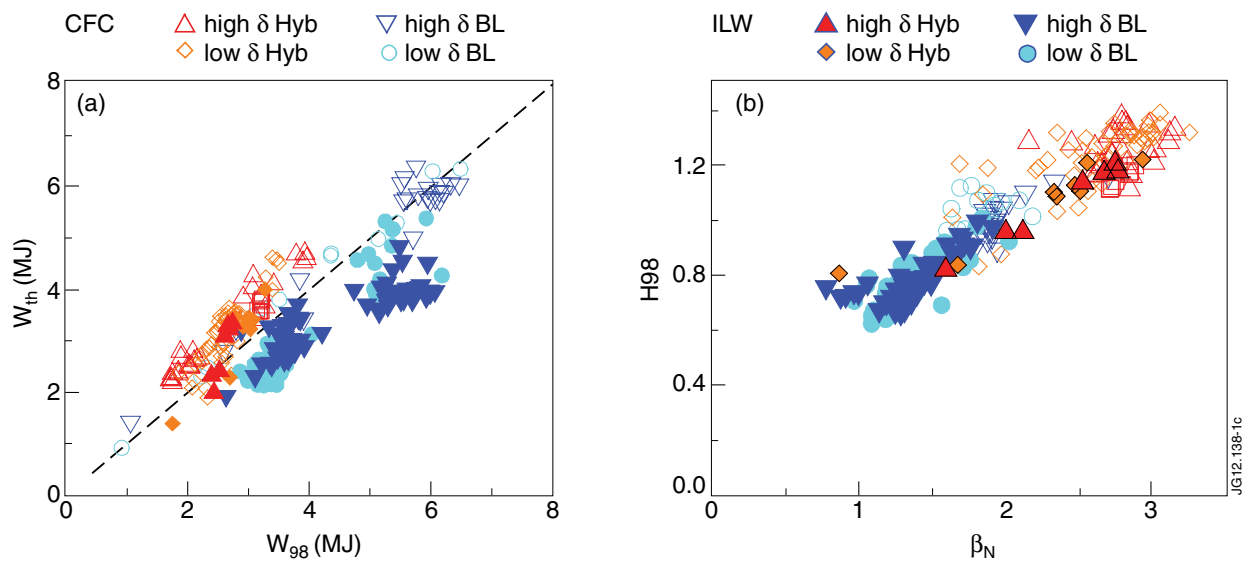 CFC high δ Hyb high δ BL
low δ Hyb low δ BL
ILW high δ Hyb high δ BL
low δ Hyb low δ BL
(a)
8
6
4
2
0
W_th (MJ)
0 2 4 6 8
W_98 (MJ)
(b)
1.2
0.8
0.4
0.0
H98
0 1 2 3
β_N
JG12.138-1c